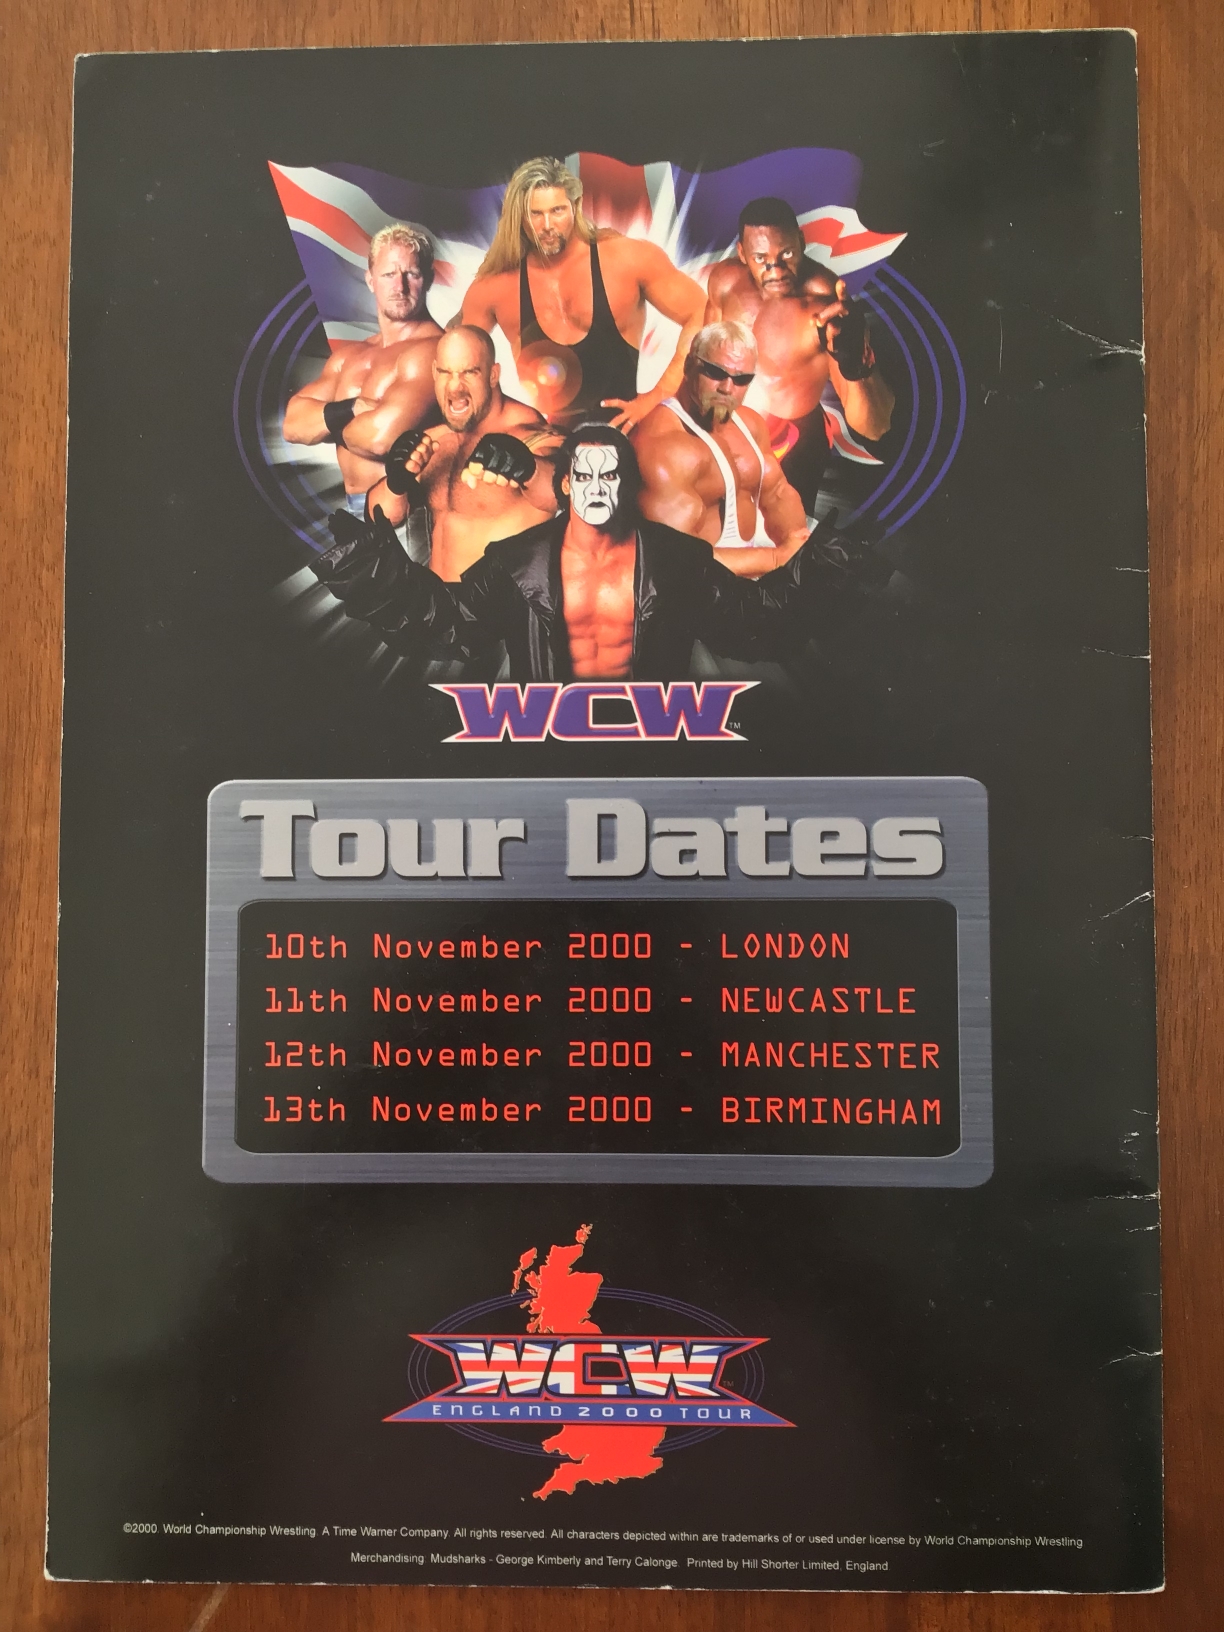 WCW™
Tour Dates
10th November 2000 - LONDON
11th November 2000 - NEWCASTLE
12th November 2000 - MANCHESTER
13th November 2000 - BIRMINGHAM
WCW™
ENGLAND 2000 TOUR
©2000. World Championship Wrestling. A Time Warner Company. All rights reserved. All characters depicted within are trademarks of or used under license by World Championship Wrestling
Merchandising: Mudsharks - George Kimberly and Terry Calonge. Printed by Hill Shorter Limited, England.